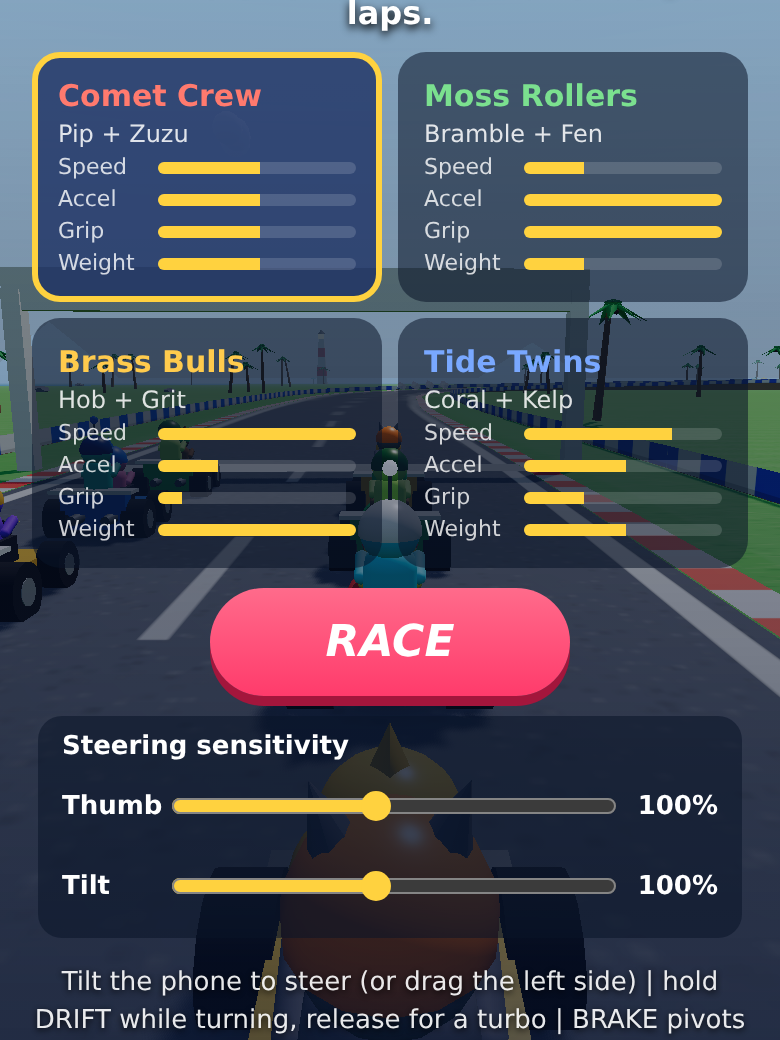 laps.
Comet Crew
Pip + Zuzu
Speed
Accel
Grip
Weight
Moss Rollers
Bramble + Fen
Speed
Accel
Grip
Weight
Brass Bulls
Hob + Grit
Speed
Accel
Grip
Weight
Tide Twins
Coral + Kelp
Speed
Accel
Grip
Weight
RACE
Steering sensitivity
Thumb 100%
Tilt 100%
Tilt the phone to steer (or drag the left side) | hold
DRIFT while turning, release for a turbo | BRAKE pivots